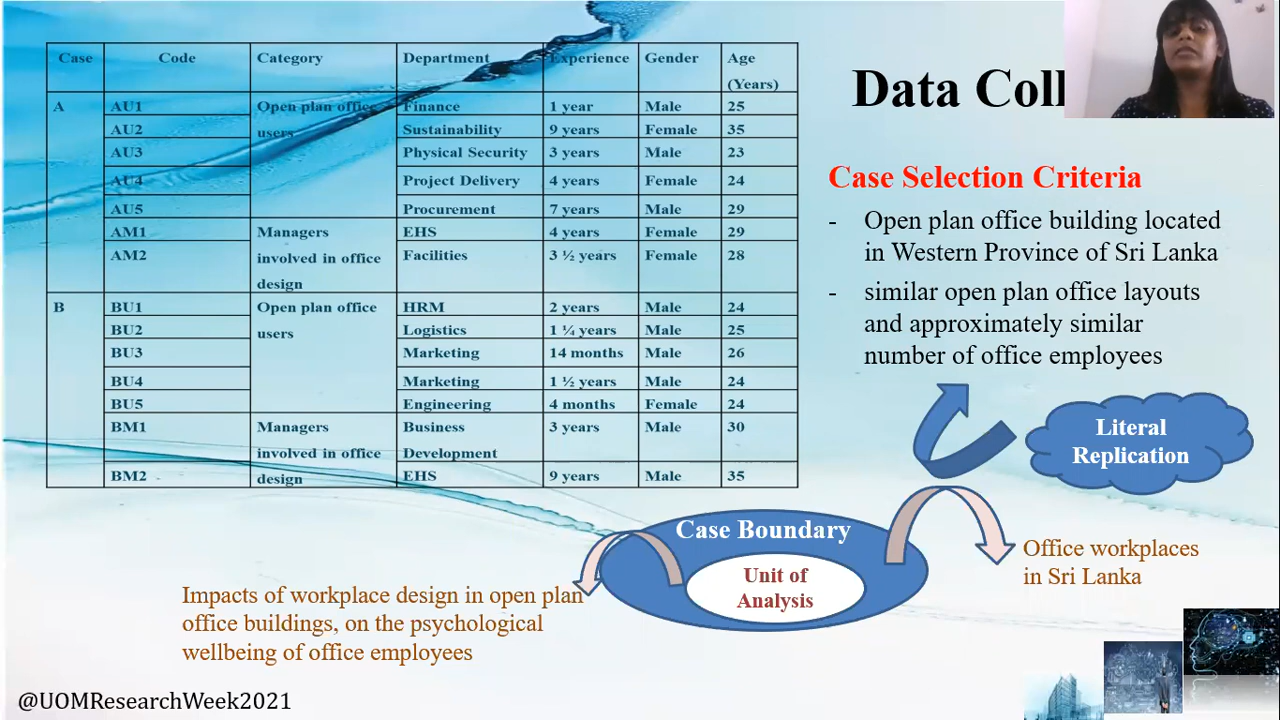 Case Code Category Department Experience Gender Age
(Years)
A AU1 Open plan office Finance 1 year Male 25
AU2 users Sustainability 9 years Female 35
AU3 Physical Security 3 years Male 23
AU4 Project Delivery 4 years Female 24
AU5 Procurement 7 years Male 29
AM1 Managers EHS 4 years Female 29
AM2 involved in office Facilities 3 ½ years Female 28
design
B BU1 Open plan office HRM 2 years Male 24
BU2 users Logistics 1 ¼ years Male 25
BU3 Marketing 14 months Male 26
BU4 Marketing 1 ½ years Male 24
BU5 Engineering 4 months Female 24
BM1 Managers Business 3 years Male 30
involved in office Development
BM2 design EHS 9 years Male 35
Data Coll
Case Selection Criteria
- Open plan office building located
in Western Province of Sri Lanka
- similar open plan office layouts
and approximately similar
number of office employees
Literal
Replication
Case Boundary
Unit of
Analysis
Office workplaces
in Sri Lanka
Impacts of workplace design in open plan
office buildings, on the psychological
wellbeing of office employees
@UOMResearchWeek2021